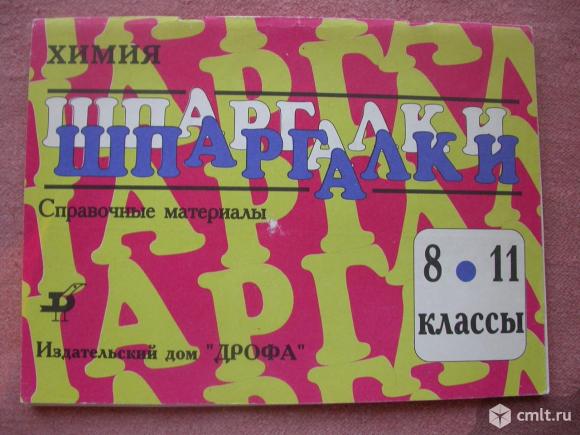 ХИМИЯ
ШПАРГАЛКИ
ШПАРГАЛКИ
Справочные материалы
8 • 11
классы
Издательский дом "ДРОФА"
cmlt.ru